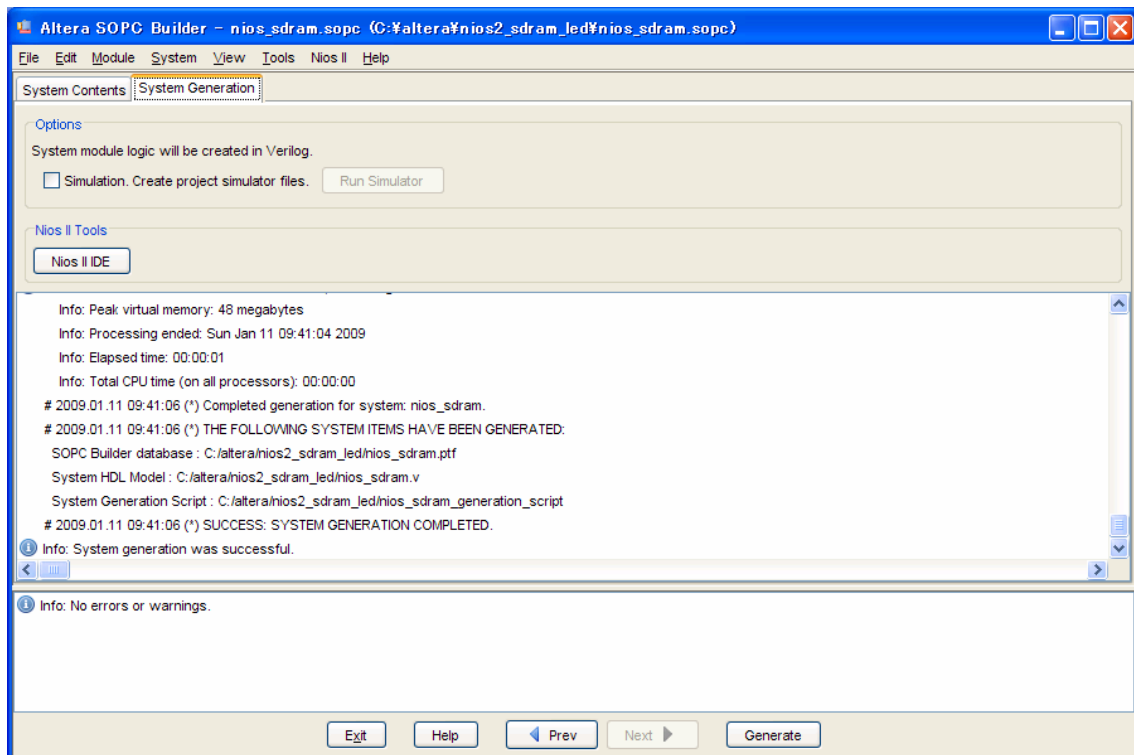 Altera SOPC Builder - nios_sdram.sopc (C:¥altera¥nios2_sdram_led¥nios_sdram.sopc)
File Edit Module System View Tools Nios II Help
System Contents System Generation
Options
System module logic will be created in Verilog.
Simulation. Create project simulator files. Run Simulator
Nios II Tools
Nios II IDE
Info: Peak virtual memory: 48 megabytes
Info: Processing ended: Sun Jan 11 09:41:04 2009
Info: Elapsed time: 00:00:01
Info: Total CPU time (on all processors): 00:00:00
# 2009.01.11 09:41:06 (*) Completed generation for system: nios_sdram.
# 2009.01.11 09:41:06 (*) THE FOLLOWING SYSTEM ITEMS HAVE BEEN GENERATED:
SOPC Builder database : C:/altera/nios2_sdram_led/nios_sdram.ptf
System HDL Model : C:/altera/nios2_sdram_led/nios_sdram.v
System Generation Script : C:/altera/nios2_sdram_led/nios_sdram_generation_script
# 2009.01.11 09:41:06 (*) SUCCESS: SYSTEM GENERATION COMPLETED.
Info: System generation was successful.
Info: No errors or warnings.
Exit Help Prev Next Generate